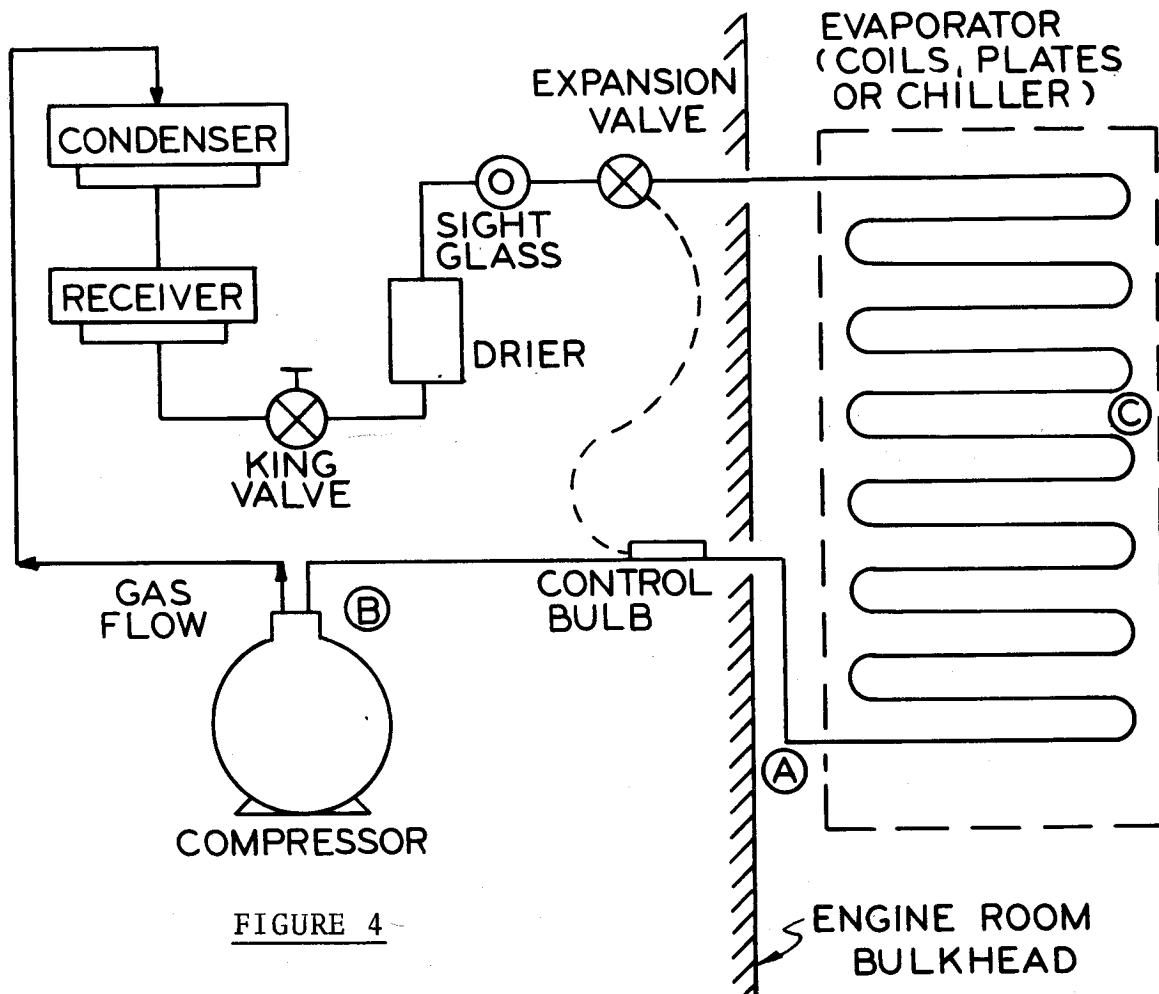 EVAPORATOR
(COILS, PLATES
OR CHILLER)
EXPANSION
VALVE
CONDENSER
SIGHT
GLASS
RECEIVER
DRIER
C
KING
VALVE
GAS
FLOW
B
CONTROL
BULB
A
COMPRESSOR
FIGURE 4
ENGINE ROOM
BULKHEAD